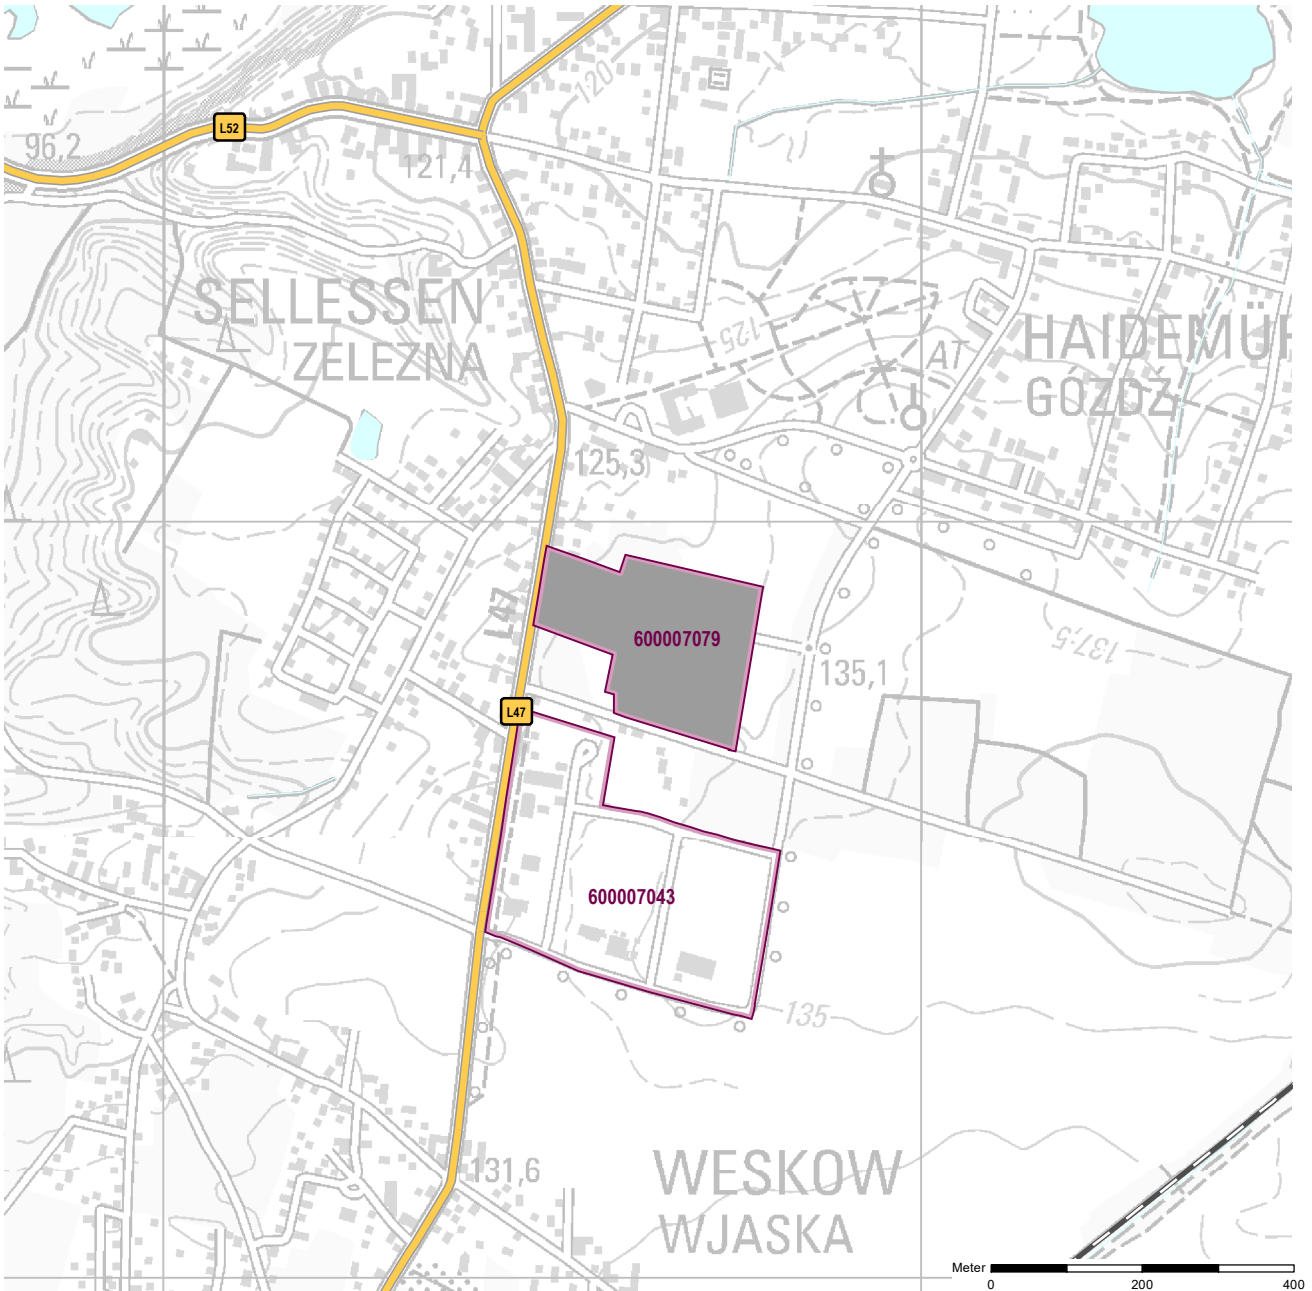 120
L52
96,2
121,4
SELLESSEN
ZELEZNA
125
AT
GÓZDŹ
125,3
L47
600007079
137,5
135,1
L47
600007043
135
131,6
WESKOW
WJASKA
Meter
0
200
400